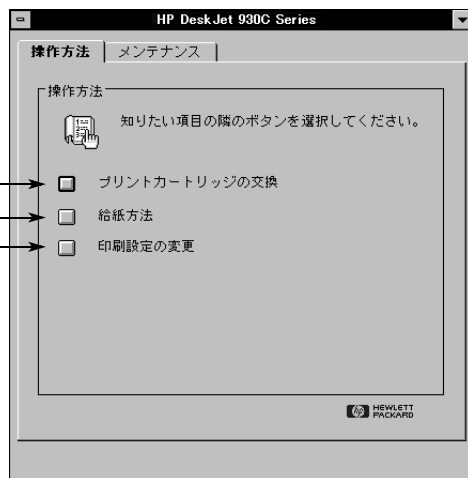 HP DeskJet 930C Series
操作方法 メンテナンス
操作方法
知りたい項目の隣のボタンを選択してください。
プリントカートリッジの交換
給紙方法
印刷設定の変更
hp HEWLETT
PACKARD